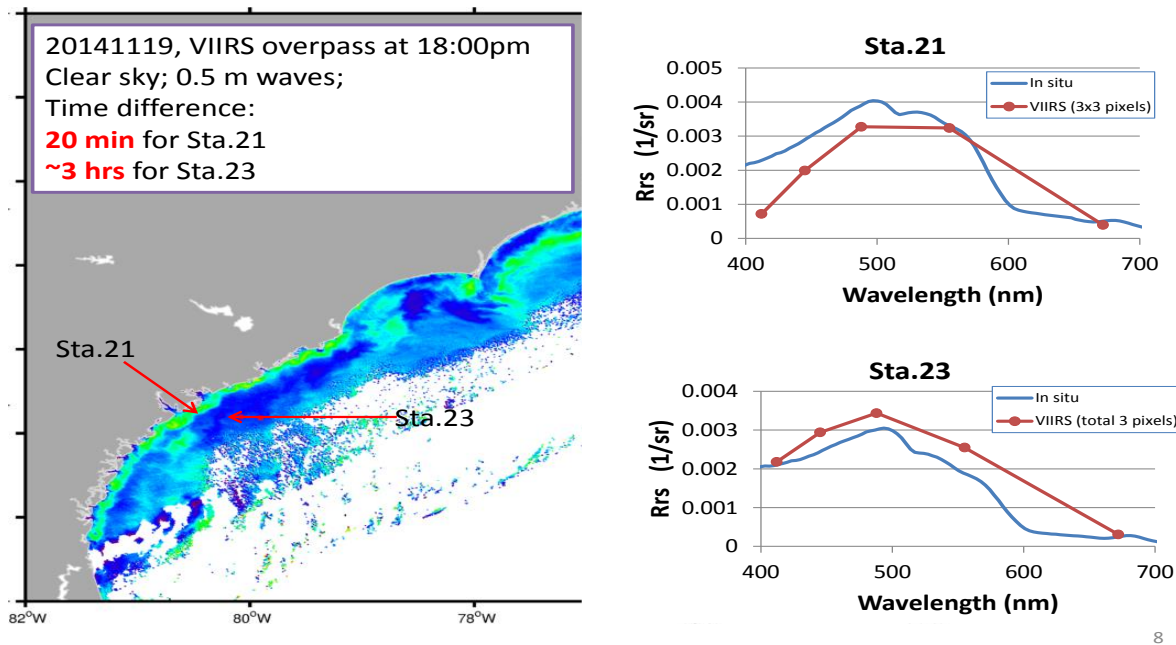 20141119, VIIRS overpass at 18:00pm
Clear sky; 0.5 m waves;
Time difference:
20 min for Sta.21
~3 hrs for Sta.23
Sta.21
Sta.23
82°W
80°W
78°W
Sta.21
0.005
0.004
0.003
0.002
0.001
0
Rrs (1/sr)
In situ
VIIRS (3x3 pixels)
400
500
600
700
Wavelength (nm)
Sta.23
0.004
0.003
0.002
0.001
0
Rrs (1/sr)
In situ
VIIRS (total 3 pixels)
400
500
600
700
Wavelength (nm)
8